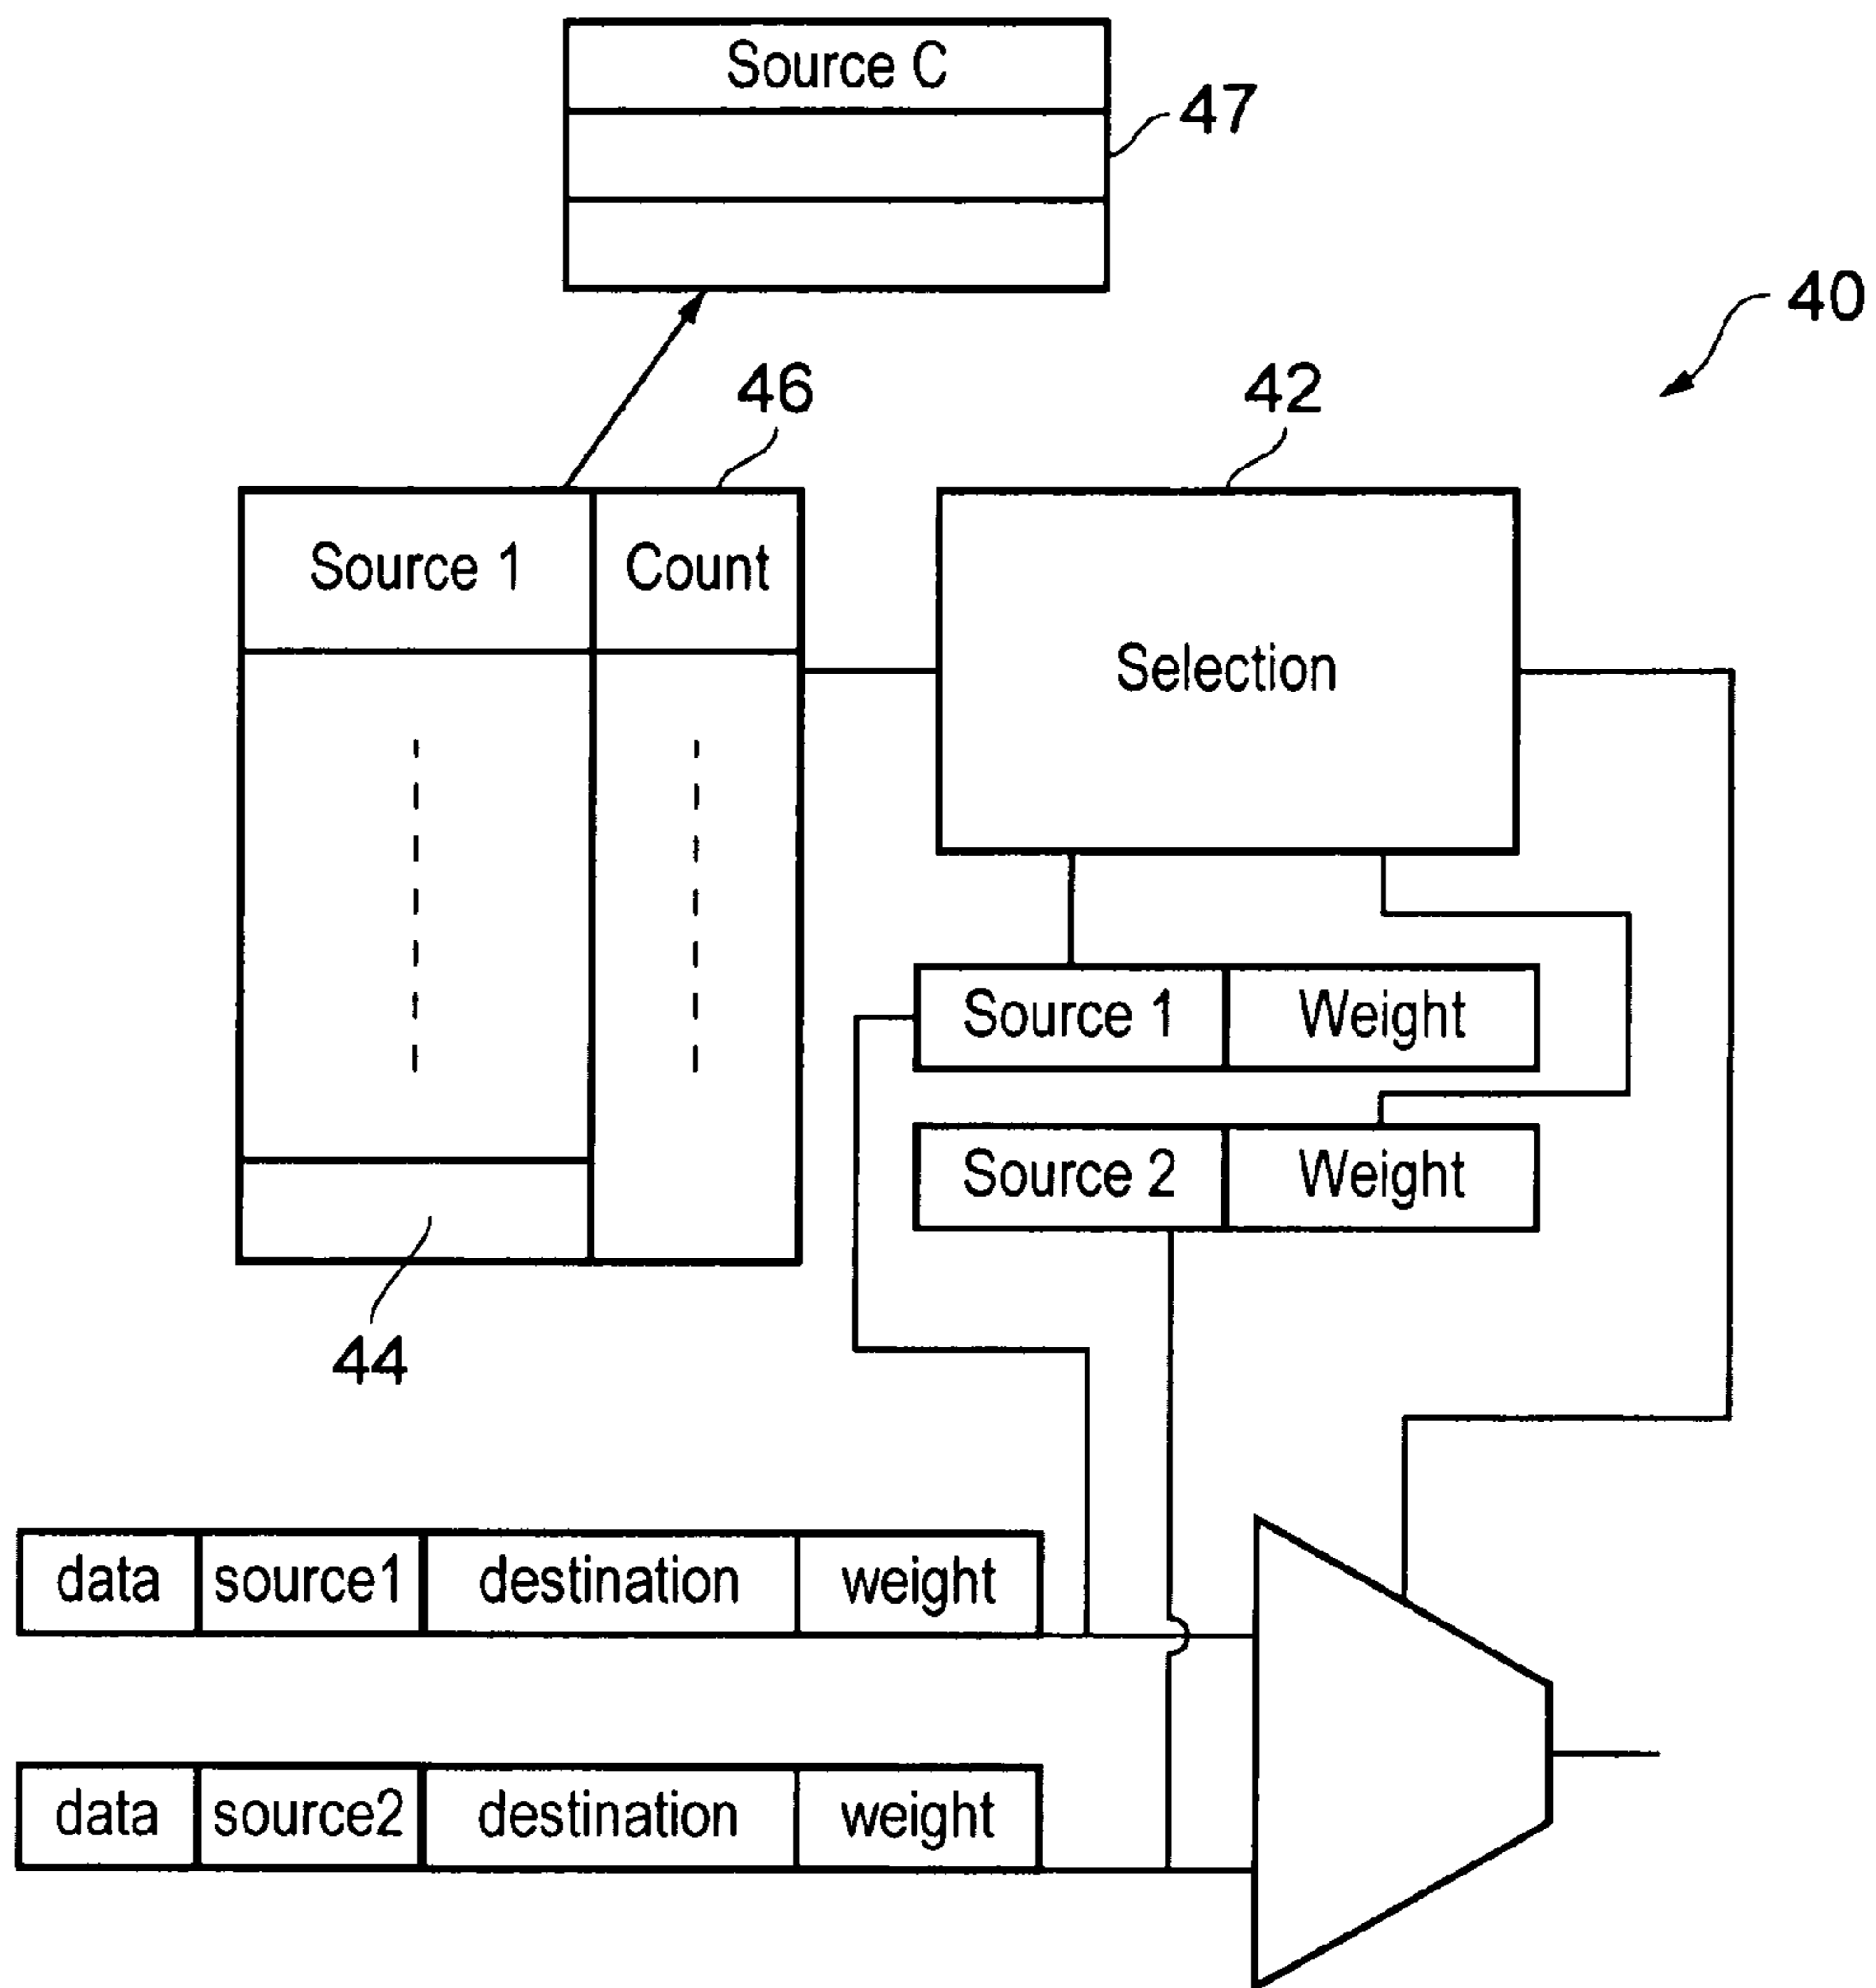 Source C
47
40
46
42
Source 1 Count
Selection
Source 1 Weight
Source 2 Weight
44
data source1 destination weight
data source2 destination weight